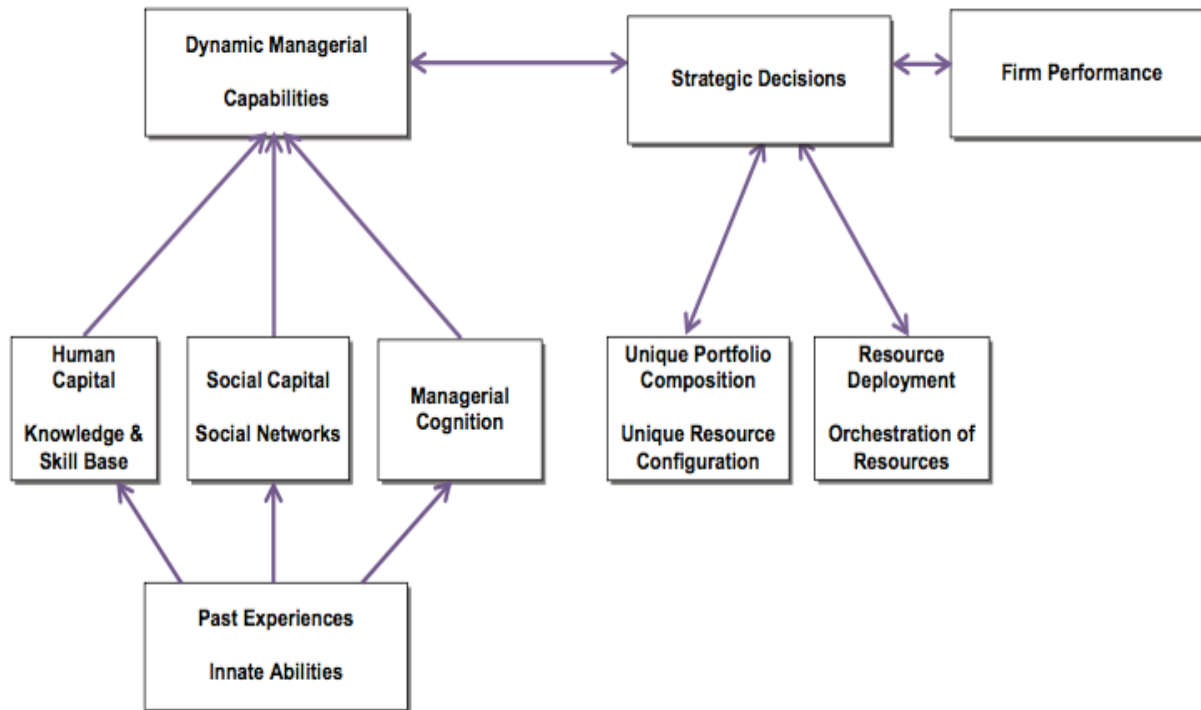 Dynamic Managerial
Capabilities
Strategic Decisions
Firm Performance
Human
Capital
Knowledge &
Skill Base
Social Capital
Social Networks
Managerial
Cognition
Unique Portfolio
Composition
Unique Resource
Configuration
Resource
Deployment
Orchestration of
Resources
Past Experiences
Innate Abilities